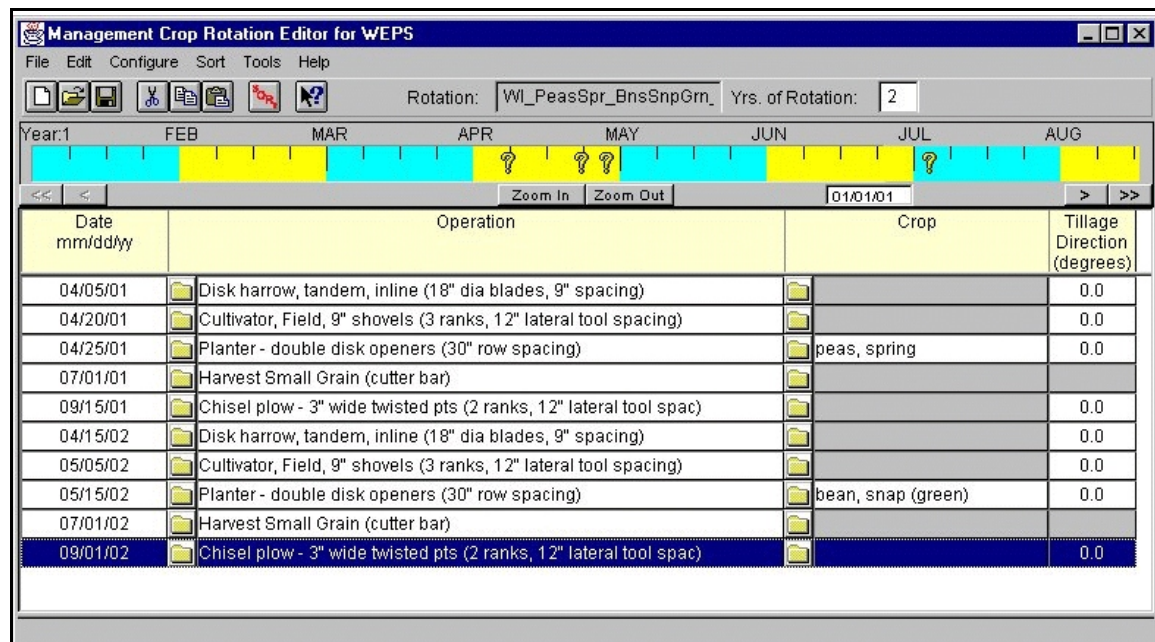 Management Crop Rotation Editor for WEPS
File Edit Configure Sort Tools Help
Rotation: WI_PeasSpr_BnsSnpGrn_ Yrs. of Rotation: 2
Year:1 FEB MAR APR MAY JUN JUL AUG
<< < Zoom In Zoom Out 01/01/01 > >>
Date Operation Crop Tillage
mm/dd/yy Direction
(degrees)
04/05/01 Disk harrow, tandem, inline (18" dia blades, 9" spacing) 0.0
04/20/01 Cultivator, Field, 9" shovels (3 ranks, 12" lateral tool spacing) 0.0
04/25/01 Planter - double disk openers (30" row spacing) peas, spring 0.0
07/01/01 Harvest Small Grain (cutter bar)
09/15/01 Chisel plow - 3" wide twisted pts (2 ranks, 12" lateral tool spac) 0.0
04/15/02 Disk harrow, tandem, inline (18" dia blades, 9" spacing) 0.0
05/05/02 Cultivator, Field, 9" shovels (3 ranks, 12" lateral tool spacing) 0.0
05/15/02 Planter - double disk openers (30" row spacing) bean, snap (green) 0.0
07/01/02 Harvest Small Grain (cutter bar)
09/01/02 Chisel plow - 3" wide twisted pts (2 ranks, 12" lateral tool spac) 0.0